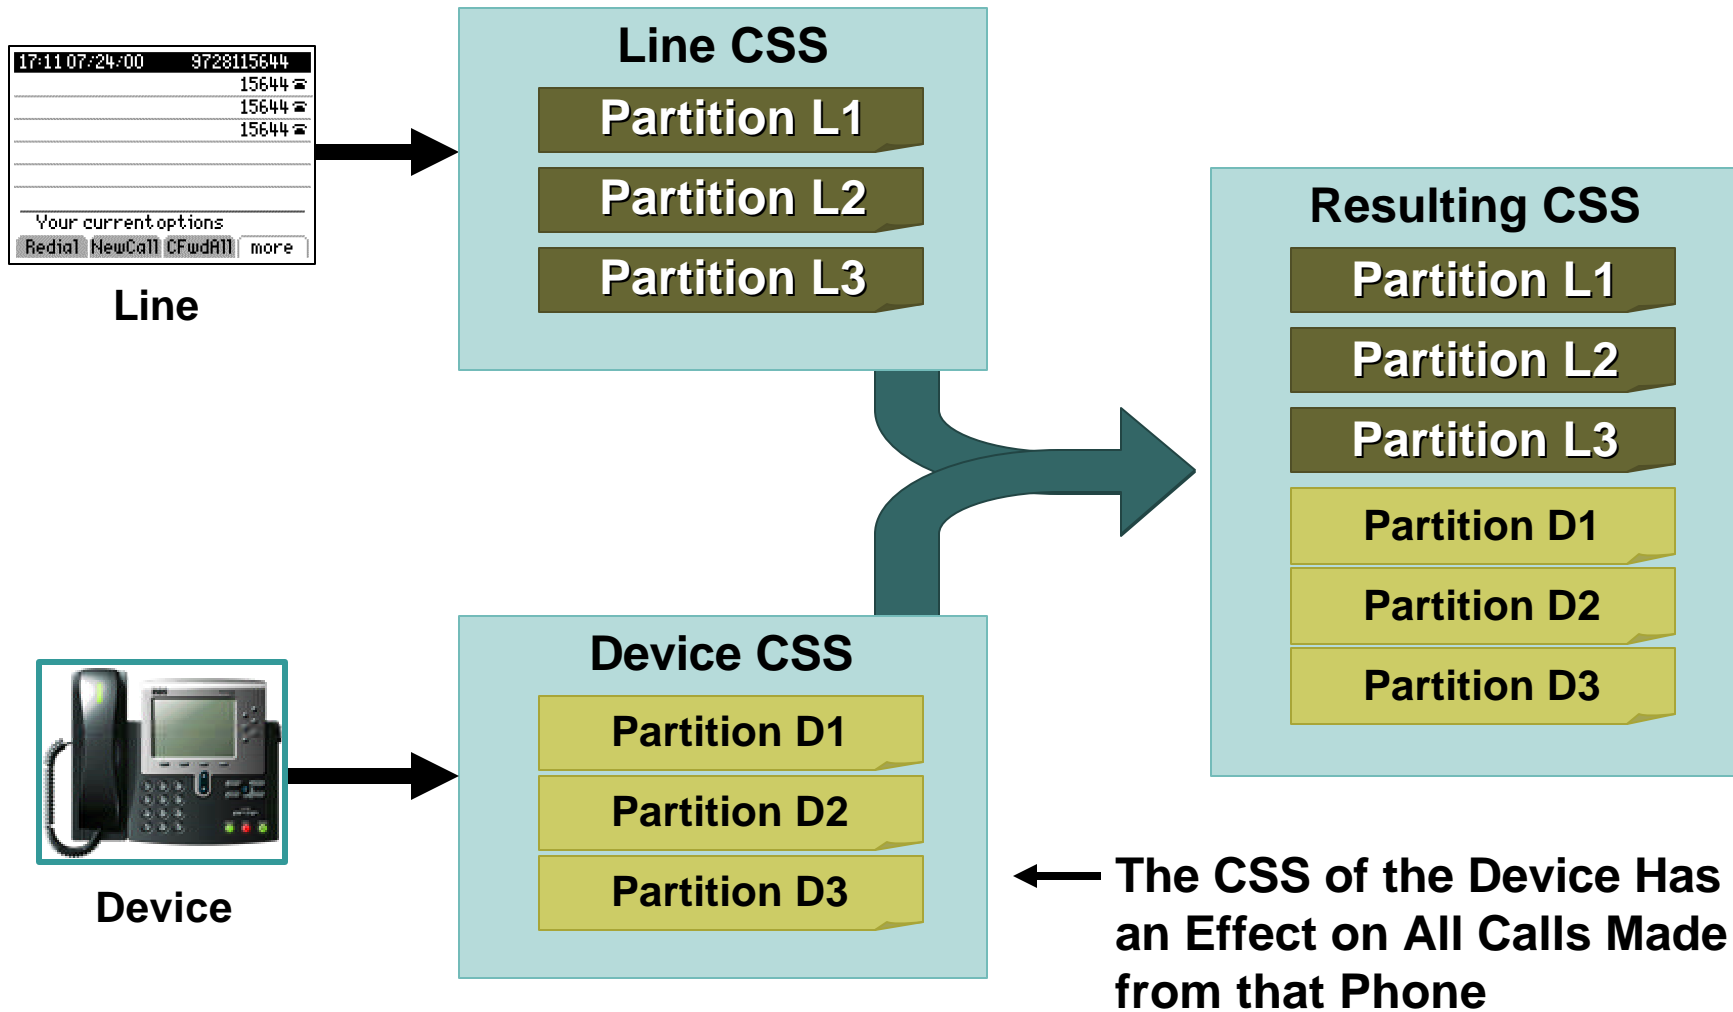 17:11 07/24/00 9728115644
15644
15644
15644
Your current options
Redial NewCall CFwdAll more
Line
Line CSS
Partition L1
Partition L2
Partition L3
Device
Device CSS
Partition D1
Partition D2
Partition D3
Resulting CSS
Partition L1
Partition L2
Partition L3
Partition D1
Partition D2
Partition D3
The CSS of the Device Has
an Effect on All Calls Made
from that Phone